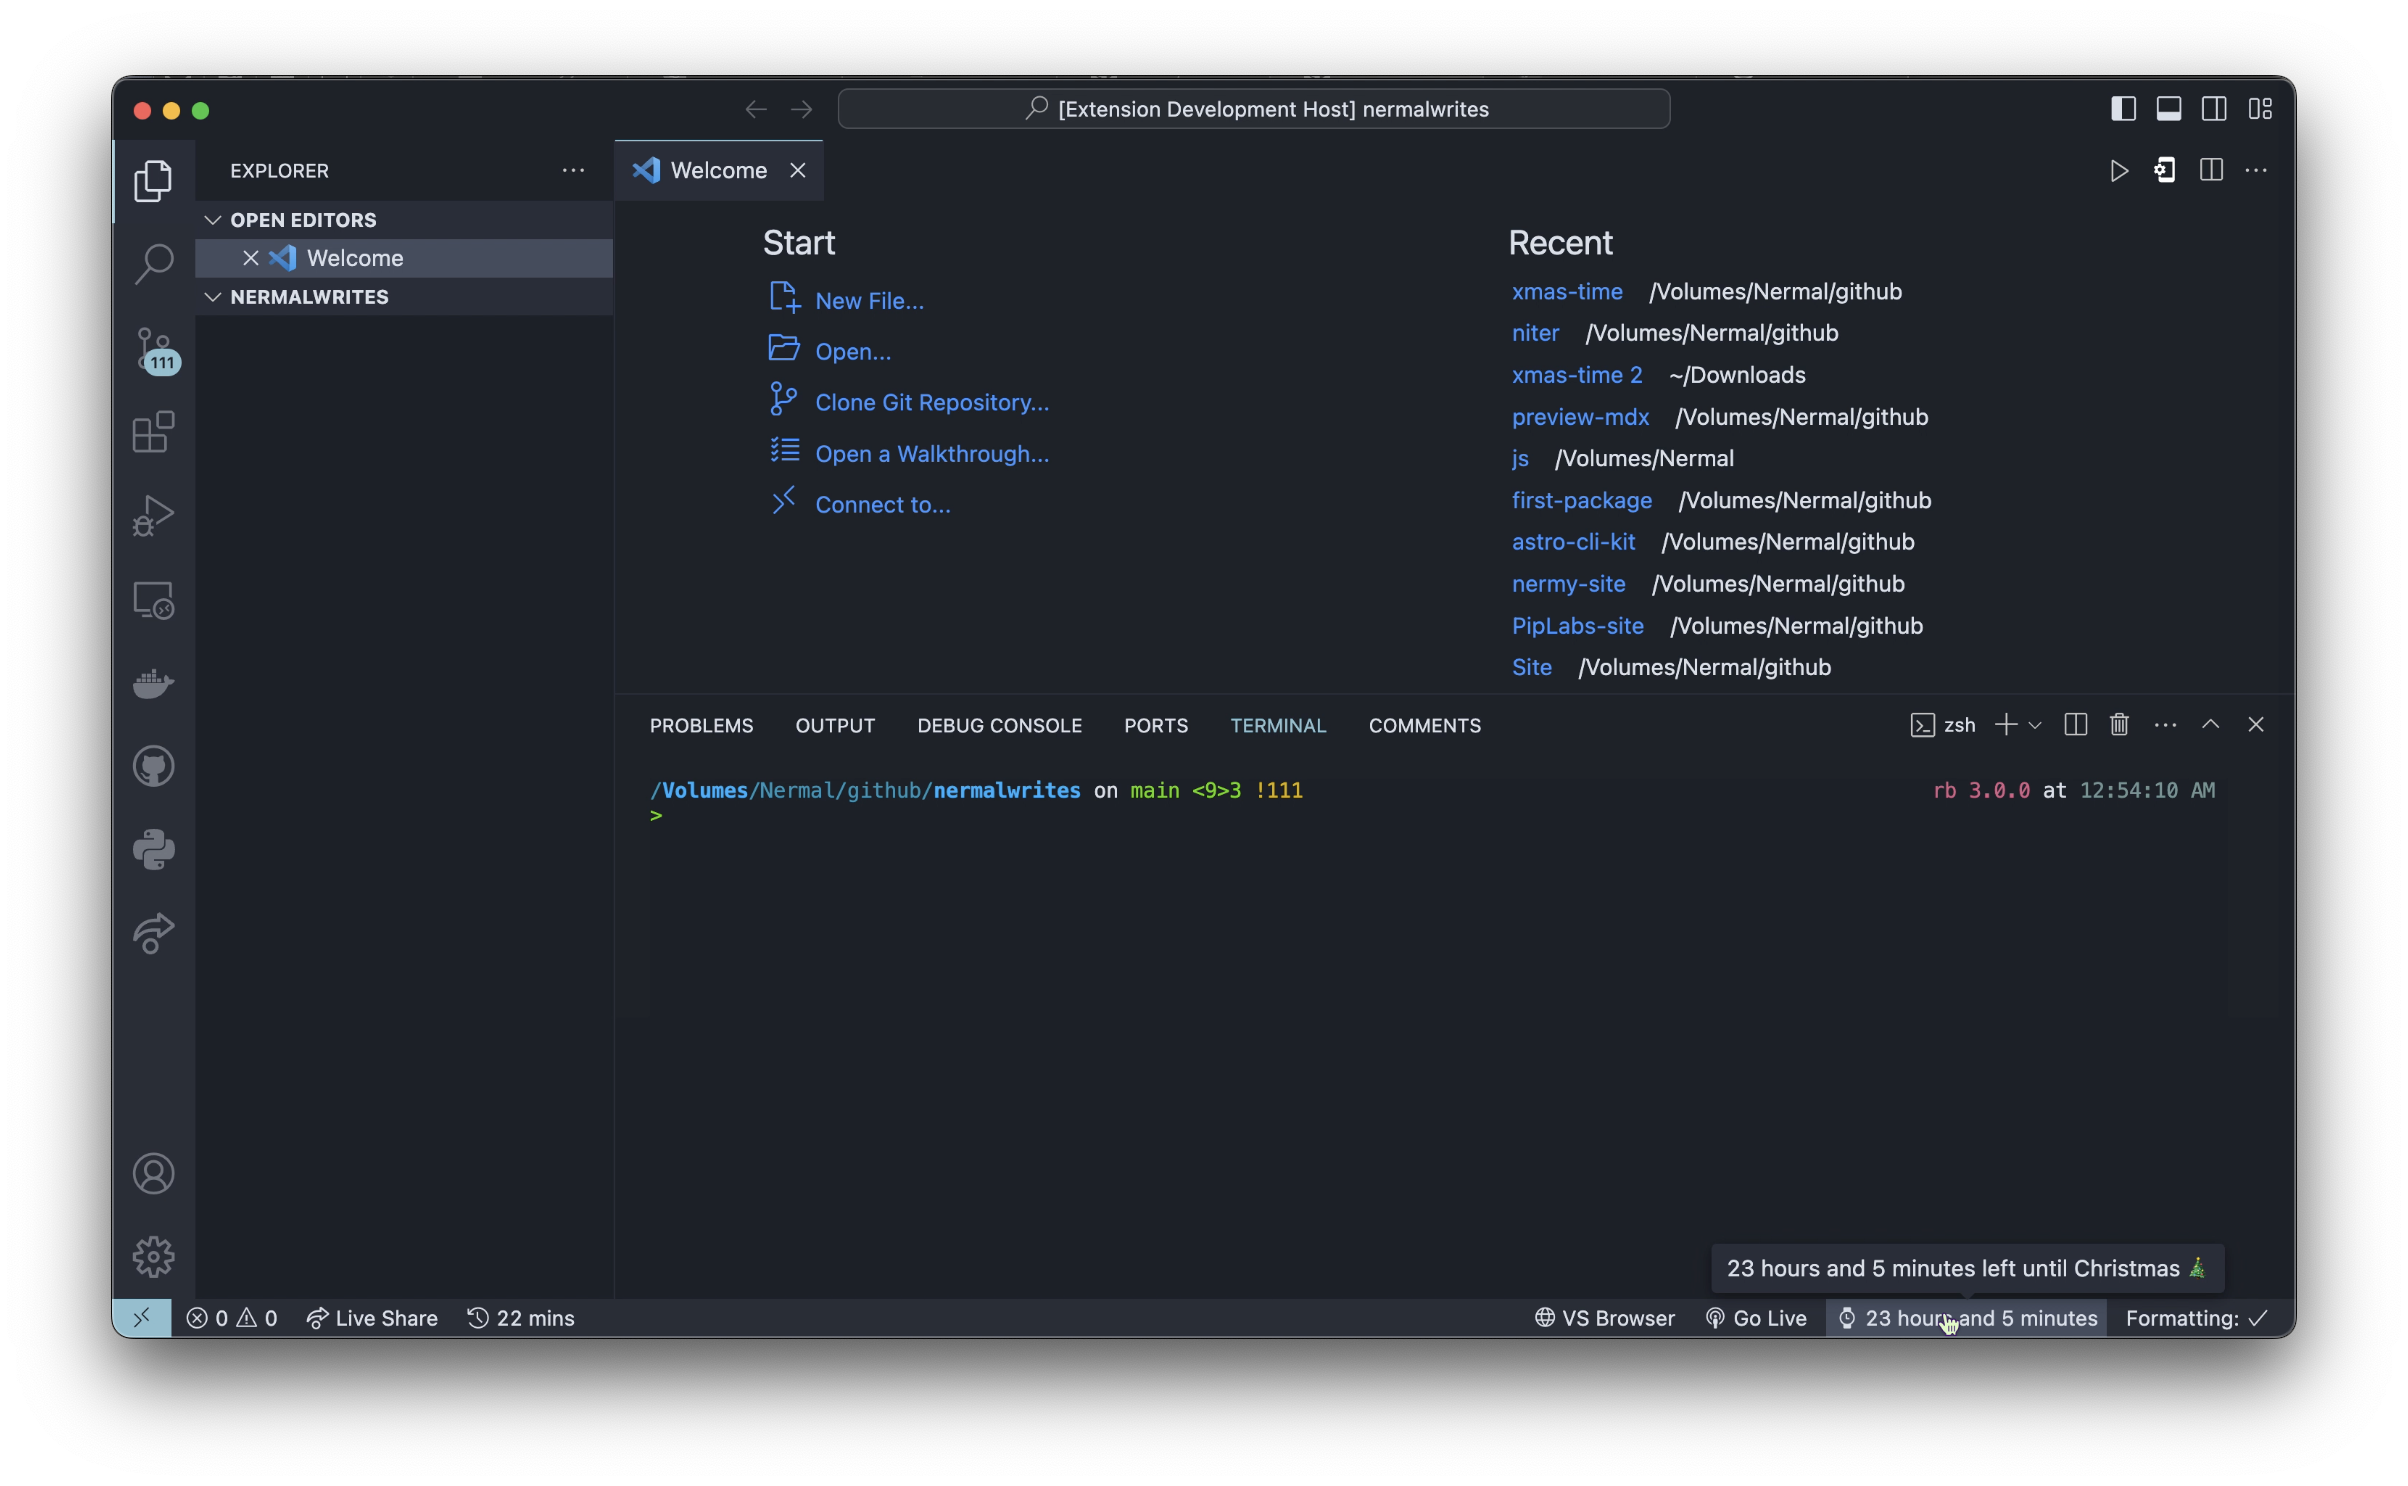 [Extension Development Host] nermalwrites
EXPLORER
OPEN EDITORS
Welcome
NERMALWRITES
111
Welcome
Start
New File...
Open...
Clone Git Repository...
Open a Walkthrough...
Connect to...
Recent
xmas-time /Volumes/Nermal/github
niter /Volumes/Nermal/github
xmas-time 2 ~/Downloads
preview-mdx /Volumes/Nermal/github
js /Volumes/Nermal
first-package /Volumes/Nermal/github
astro-cli-kit /Volumes/Nermal/github
nermy-site /Volumes/Nermal/github
PipLabs-site /Volumes/Nermal/github
Site /Volumes/Nermal/github
PROBLEMS OUTPUT DEBUG CONSOLE PORTS TERMINAL COMMENTS zsh
/Volumes/Nermal/github/nermalwrites on main <9>3 !111 rb 3.0.0 at 12:54:10 AM
>
23 hours and 5 minutes left until Christmas 🎄
0 0 Live Share 22 mins VS Browser Go Live 23 hours and 5 minutes Formatting: ✓